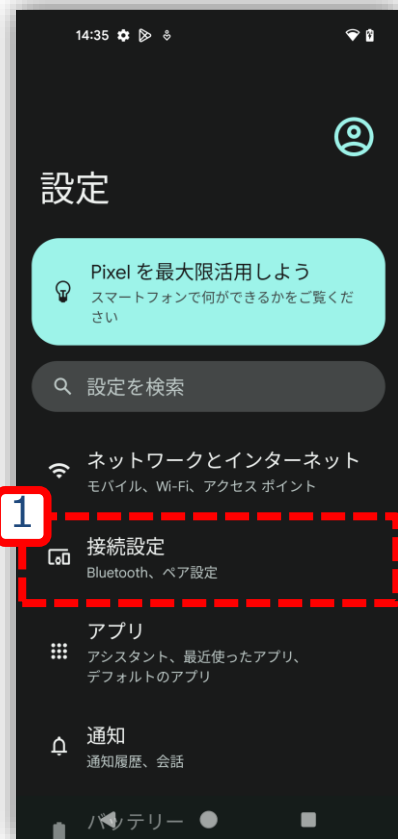 14:35
設定
Pixel を最大限活用しよう
スマートフォンで何ができるかをご覧くだ
さい
設定を検索
ネットワークとインターネット
モバイル、Wi-Fi、アクセス ポイント
1
接続設定
Bluetooth、ペア設定
アプリ
アシスタント、最近使ったアプリ、
デフォルトのアプリ
通知
通知履歴、会話
バッテリー